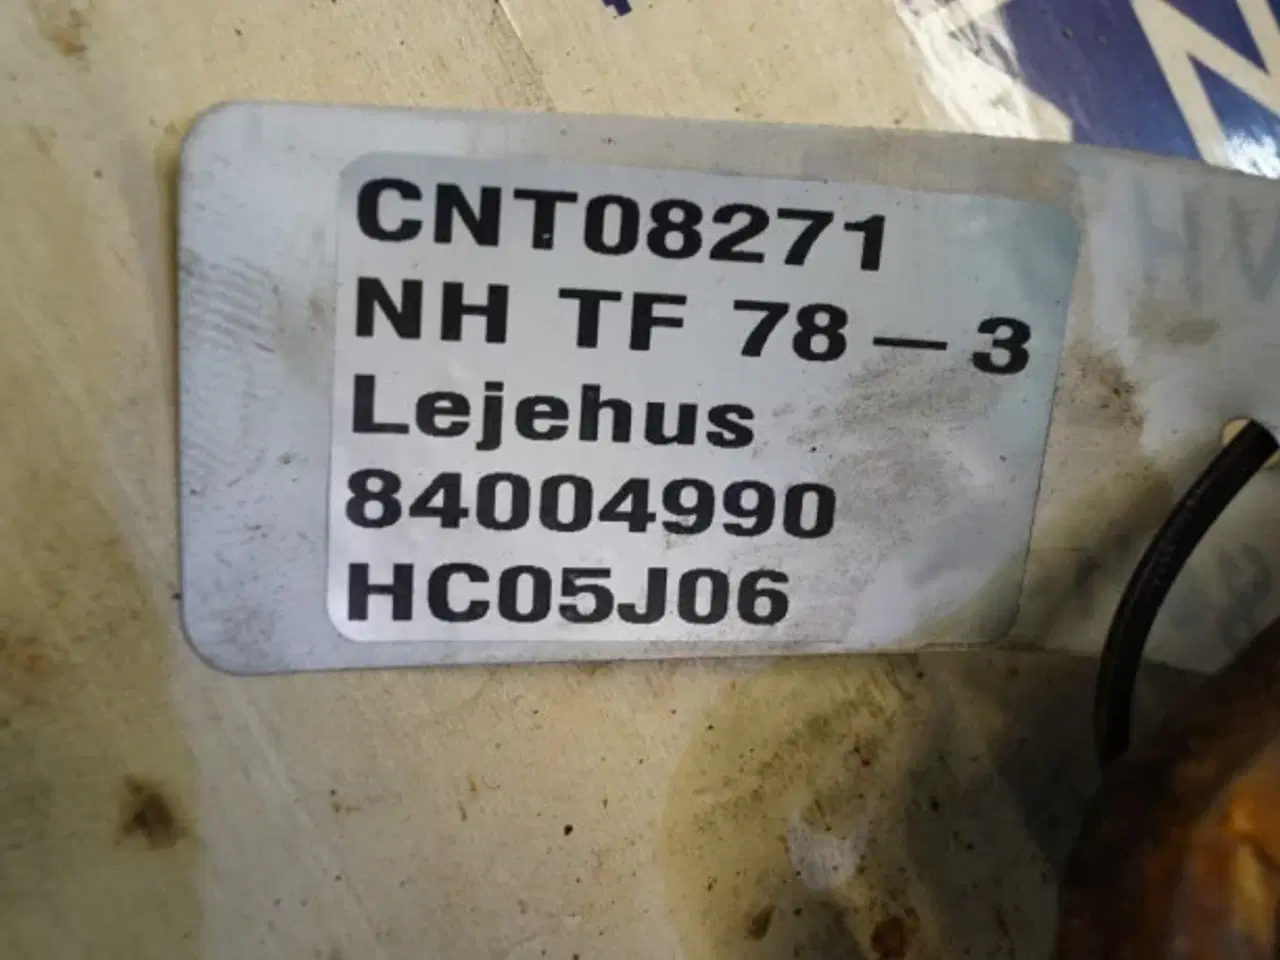 CNT08271
NH TF 78 – 3
Lejehus
84004990
HC05J06